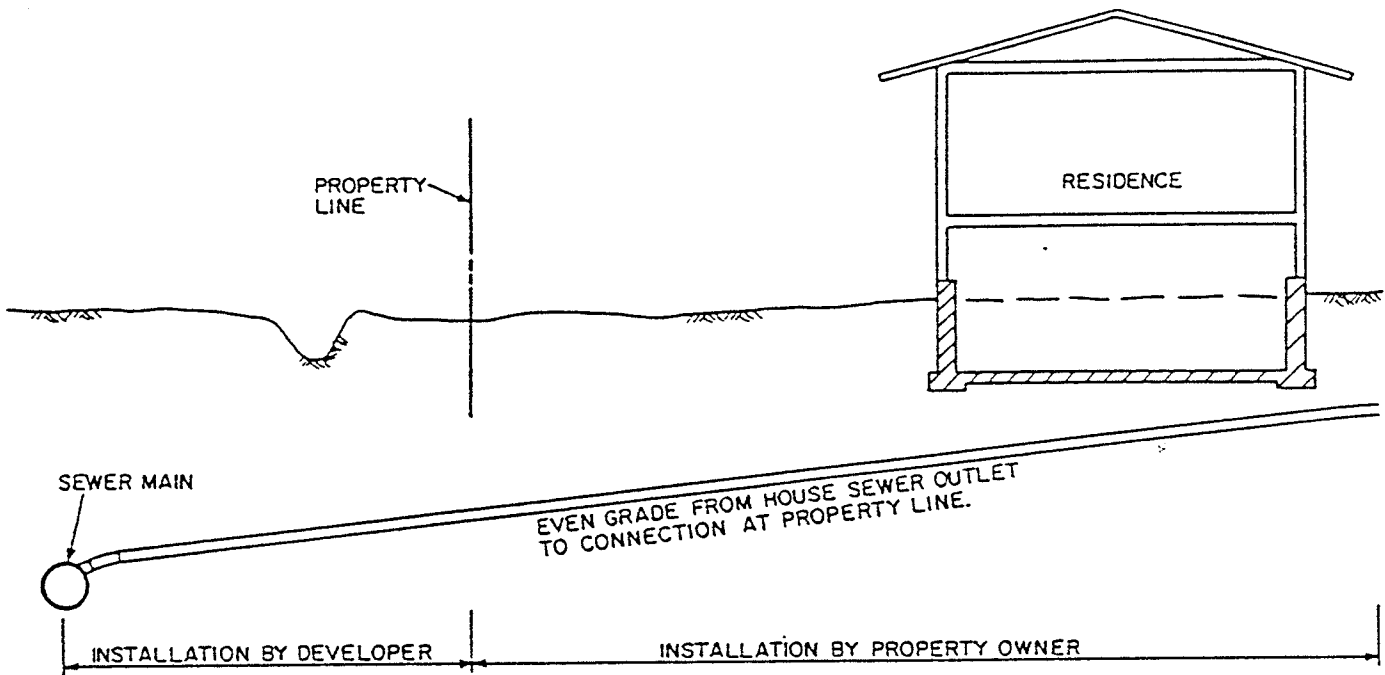 PROPERTY
LINE
RESIDENCE
SEWER MAIN
EVEN GRADE FROM HOUSE SEWER OUTLET
TO CONNECTION AT PROPERTY LINE.
INSTALLATION BY DEVELOPER
INSTALLATION BY PROPERTY OWNER